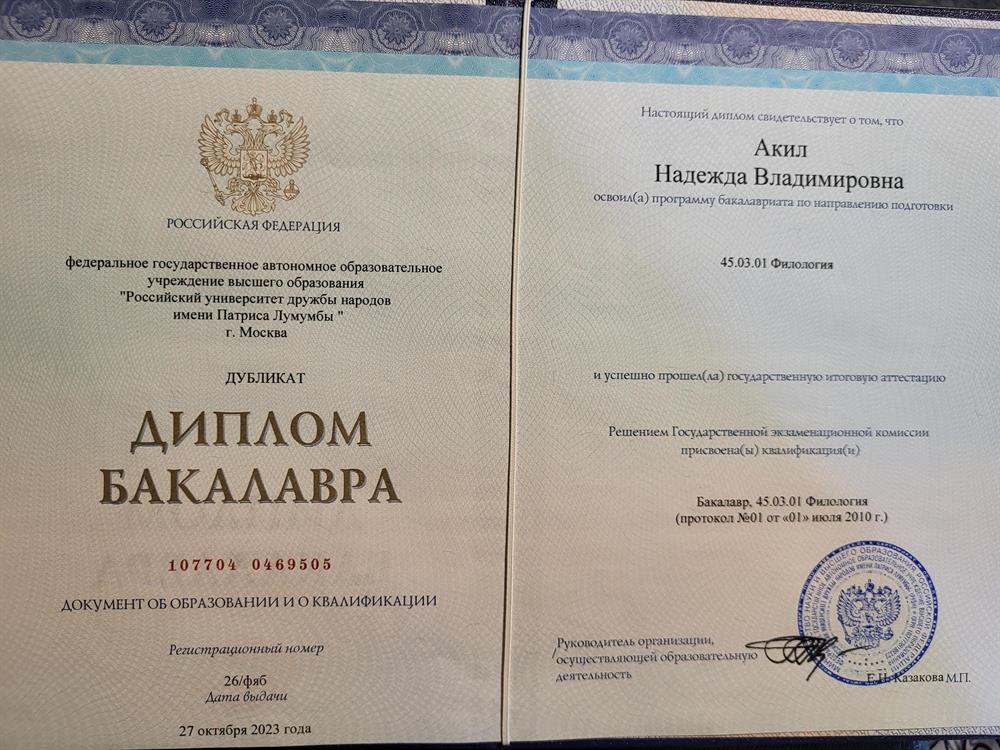 РОССИЙСКАЯ ФЕДЕРАЦИЯ
федеральное государственное автономное образовательное
учреждение высшего образования
"Российский университет дружбы народов
имени Патриса Лумумбы "
г. Москва
ДУБЛИКАТ
ДИПЛОМ
БАКАЛАВРА
107704 0469505
ДОКУМЕНТ ОБ ОБРАЗОВАНИИ И О КВАЛИФИКАЦИИ
Регистрационный номер
26/фяб
Дата выдачи
27 октября 2023 года
Настоящий диплом свидетельствует о том, что
Акил
Надежда Владимировна
освоил(а) программу бакалавриата по направлению подготовки
45.03.01 Филология
и успешно прошел(ла) государственную итоговую аттестацию
Решением Государственной экзаменационной комиссии
присвоена(ы) квалификация(и)
Бакалавр, 45.03.01 Филология
(протокол №01 от «01» июля 2010 г.)
Руководитель организации,
осуществляющей образовательную
деятельность
Е.Н. Казакова М.П.